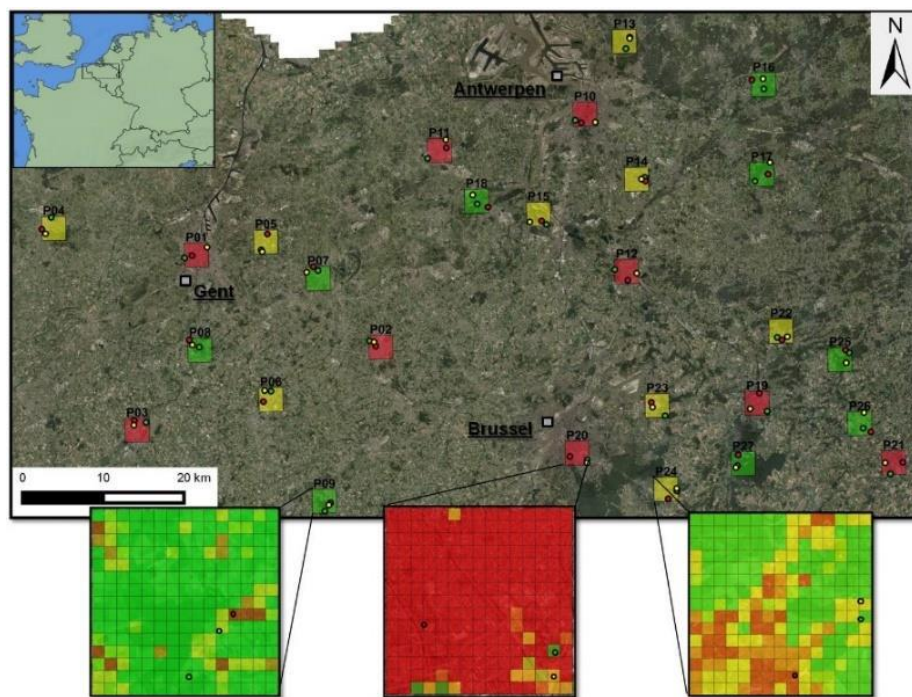 P13
N
P16
Antwerpen
P10
P11
P14
P17
P18
P15
P04
P05
P01
P07
P12
Gent
P22
P08
P02
P25
P06
P23
P19
P26
P03
Brussel
P20
P27
P21
0 10 20 km
P24
P09